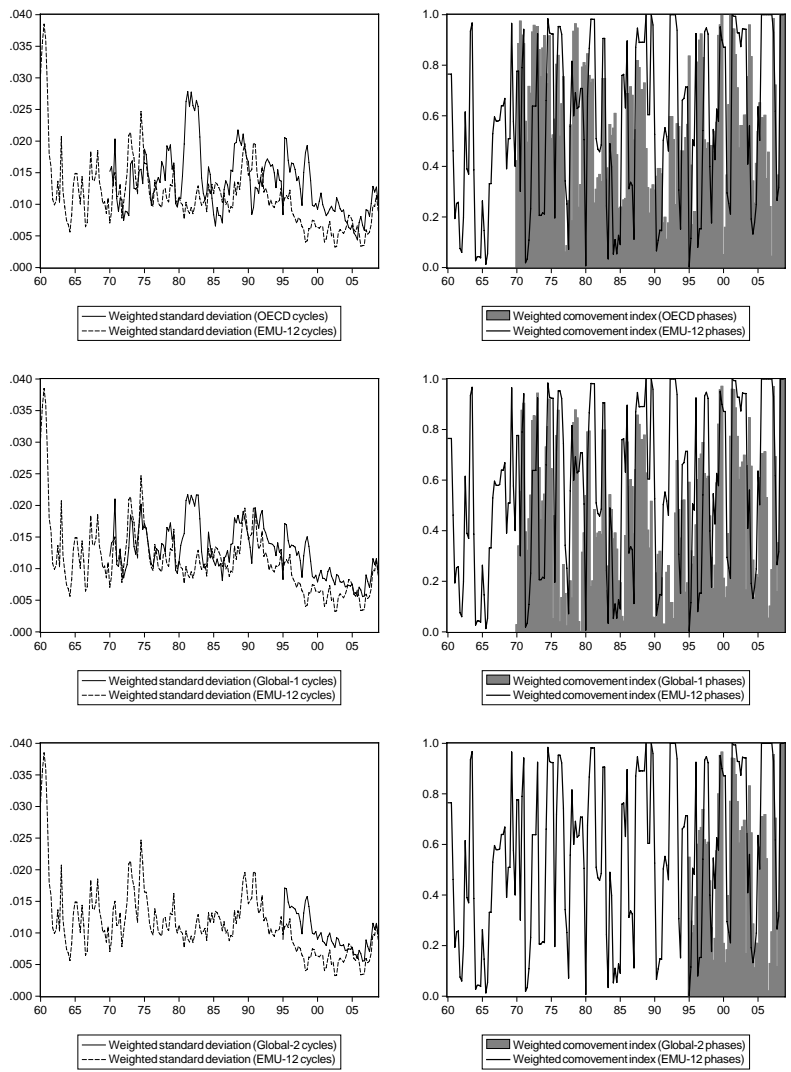 .040
.035
.030
.025
.020
.015
.010
.005
.000
60 65 70 75 80 85 90 95 00 05
Weighted standard deviation (OECD cycles)
Weighted standard deviation (EMU-12 cycles)
1.0
0.8
0.6
0.4
0.2
0.0
60 65 70 75 80 85 90 95 00 05
Weighted comovement index (OECD phases)
Weighted comovement index (EMU-12 phases)
.040
.035
.030
.025
.020
.015
.010
.005
.000
60 65 70 75 80 85 90 95 00 05
Weighted standard deviation (Global-1 cycles)
Weighted standard deviation (EMU-12 cycles)
1.0
0.8
0.6
0.4
0.2
0.0
60 65 70 75 80 85 90 95 00 05
Weighted comovement index (Global-1 phases)
Weighted comovement index (EMU-12 phases)
.040
.035
.030
.025
.020
.015
.010
.005
.000
60 65 70 75 80 85 90 95 00 05
Weighted standard deviation (Global-2 cycles)
Weighted standard deviation (EMU-12 cycles)
1.0
0.8
0.6
0.4
0.2
0.0
60 65 70 75 80 85 90 95 00 05
Weighted comovement index (Global-2 phases)
Weighted comovement index (EMU-12 phases)